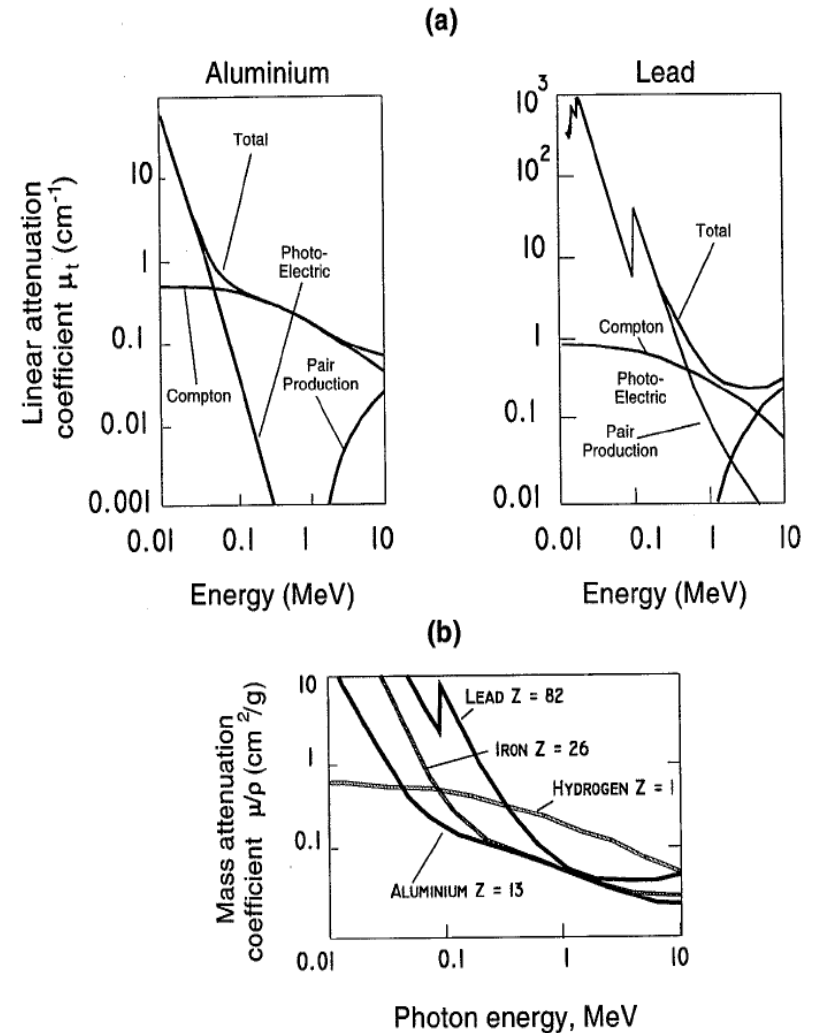 (a)
Aluminium
Linear attenuation
coefficient μt (cm-1)
10
1
0.1
0.01
0.001
Total
Photo-
Electric
Compton
Pair
Production
0.01 0.1 1 10
Energy (MeV)
Lead
10³
10²
10
1
0.1
0.01
Total
Compton
Photo-
Electric
Pair
Production
0.01 0.1 1 10
Energy (MeV)
(b)
Mass attenuation
coefficient μ/ρ (cm²/g)
10
1
0.1
LEAD Z = 82
IRON Z = 26
HYDROGEN Z = 1
ALUMINIUM Z = 13
0.01 0.1 1 10
Photon energy, MeV